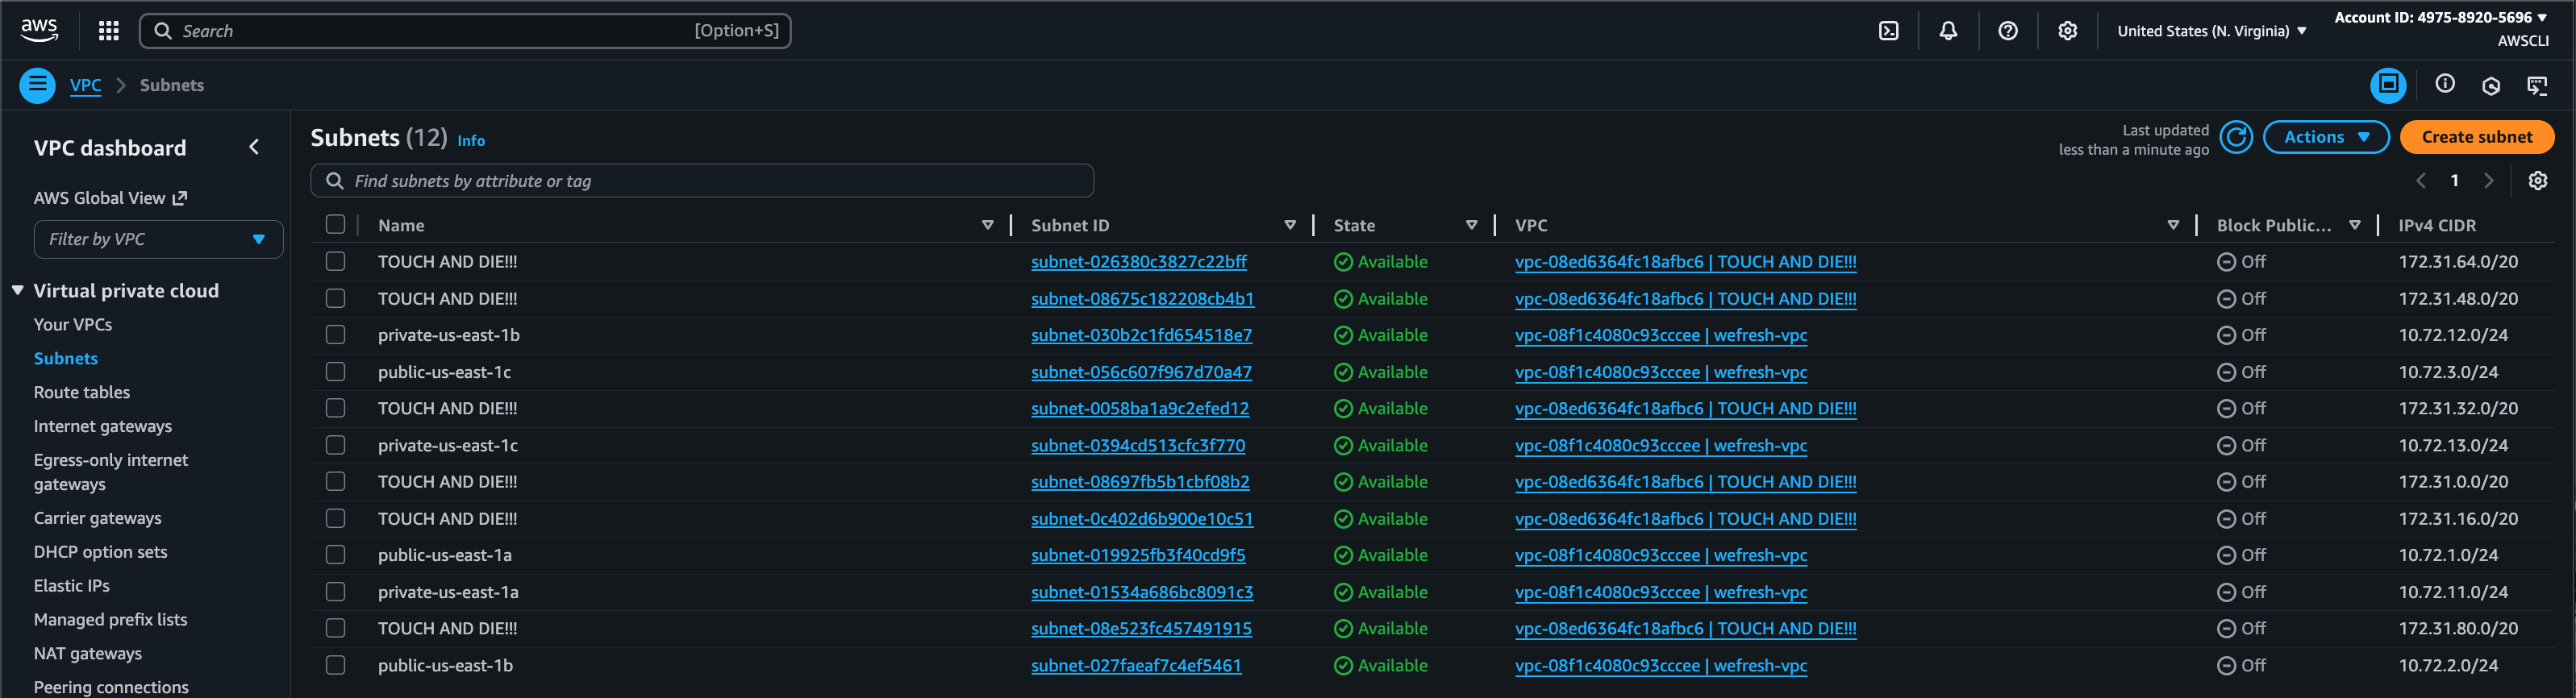 aws
Search [Option+S]
United States (N. Virginia)
Account ID: 4975-8920-5696
AWSCLI
VPC Subnets
VPC dashboard
AWS Global View
Filter by VPC
Virtual private cloud
Your VPCs
Subnets
Route tables
Internet gateways
Egress-only internet
gateways
Carrier gateways
DHCP option sets
Elastic IPs
Managed prefix lists
NAT gateways
Peering connections
Subnets (12) Info
Last updated
less than a minute ago
Actions
Create subnet
Find subnets by attribute or tag
1
Name Subnet ID State VPC Block Public... IPv4 CIDR
TOUCH AND DIE!!! subnet-026380c3827c22bff Available vpc-08ed6364fc18afbc6 | TOUCH AND DIE!!! Off 172.31.64.0/20
TOUCH AND DIE!!! subnet-08675c182208cb4b1 Available vpc-08ed6364fc18afbc6 | TOUCH AND DIE!!! Off 172.31.48.0/20
private-us-east-1b subnet-030b2c1fd654518e7 Available vpc-08f1c4080c93cccee | wefresh-vpc Off 10.72.12.0/24
public-us-east-1c subnet-056c607f967d70a47 Available vpc-08f1c4080c93cccee | wefresh-vpc Off 10.72.3.0/24
TOUCH AND DIE!!! subnet-0058ba1a9c2efed12 Available vpc-08ed6364fc18afbc6 | TOUCH AND DIE!!! Off 172.31.32.0/20
private-us-east-1c subnet-0394cd513cfc3f770 Available vpc-08f1c4080c93cccee | wefresh-vpc Off 10.72.13.0/24
TOUCH AND DIE!!! subnet-08697fb5b1cbf08b2 Available vpc-08ed6364fc18afbc6 | TOUCH AND DIE!!! Off 172.31.0.0/20
TOUCH AND DIE!!! subnet-0c402d6b900e10c51 Available vpc-08ed6364fc18afbc6 | TOUCH AND DIE!!! Off 172.31.16.0/20
public-us-east-1a subnet-019925fb3f40cd9f5 Available vpc-08f1c4080c93cccee | wefresh-vpc Off 10.72.1.0/24
private-us-east-1a subnet-01534a686bc8091c3 Available vpc-08f1c4080c93cccee | wefresh-vpc Off 10.72.11.0/24
TOUCH AND DIE!!! subnet-08e523fc457491915 Available vpc-08ed6364fc18afbc6 | TOUCH AND DIE!!! Off 172.31.80.0/20
public-us-east-1b subnet-027faeaf7c4ef5461 Available vpc-08f1c4080c93cccee | wefresh-vpc Off 10.72.2.0/24